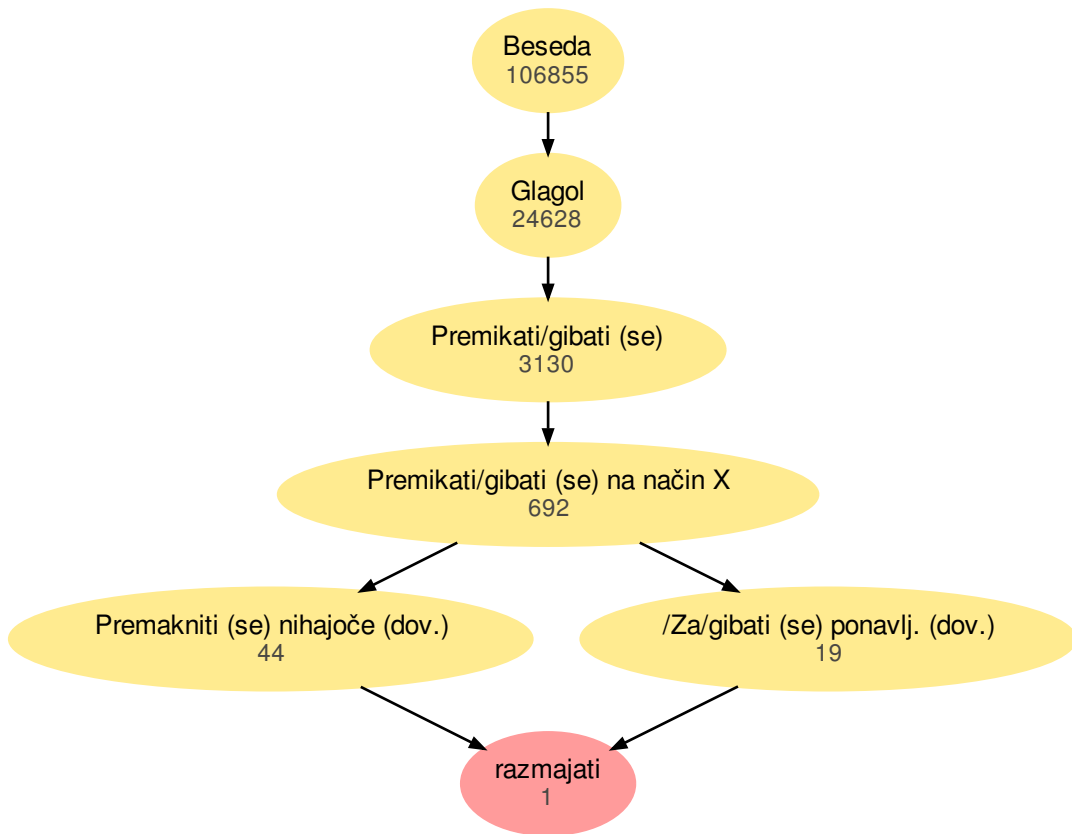 Beseda
106855
Glagol
24628
Premikati/gibati (se)
3130
Premikati/gibati (se) na način X
692
Premakniti (se) nihajoče (dov.)
44
/Za/gibati (se) ponavlj. (dov.)
19
razmajati
1